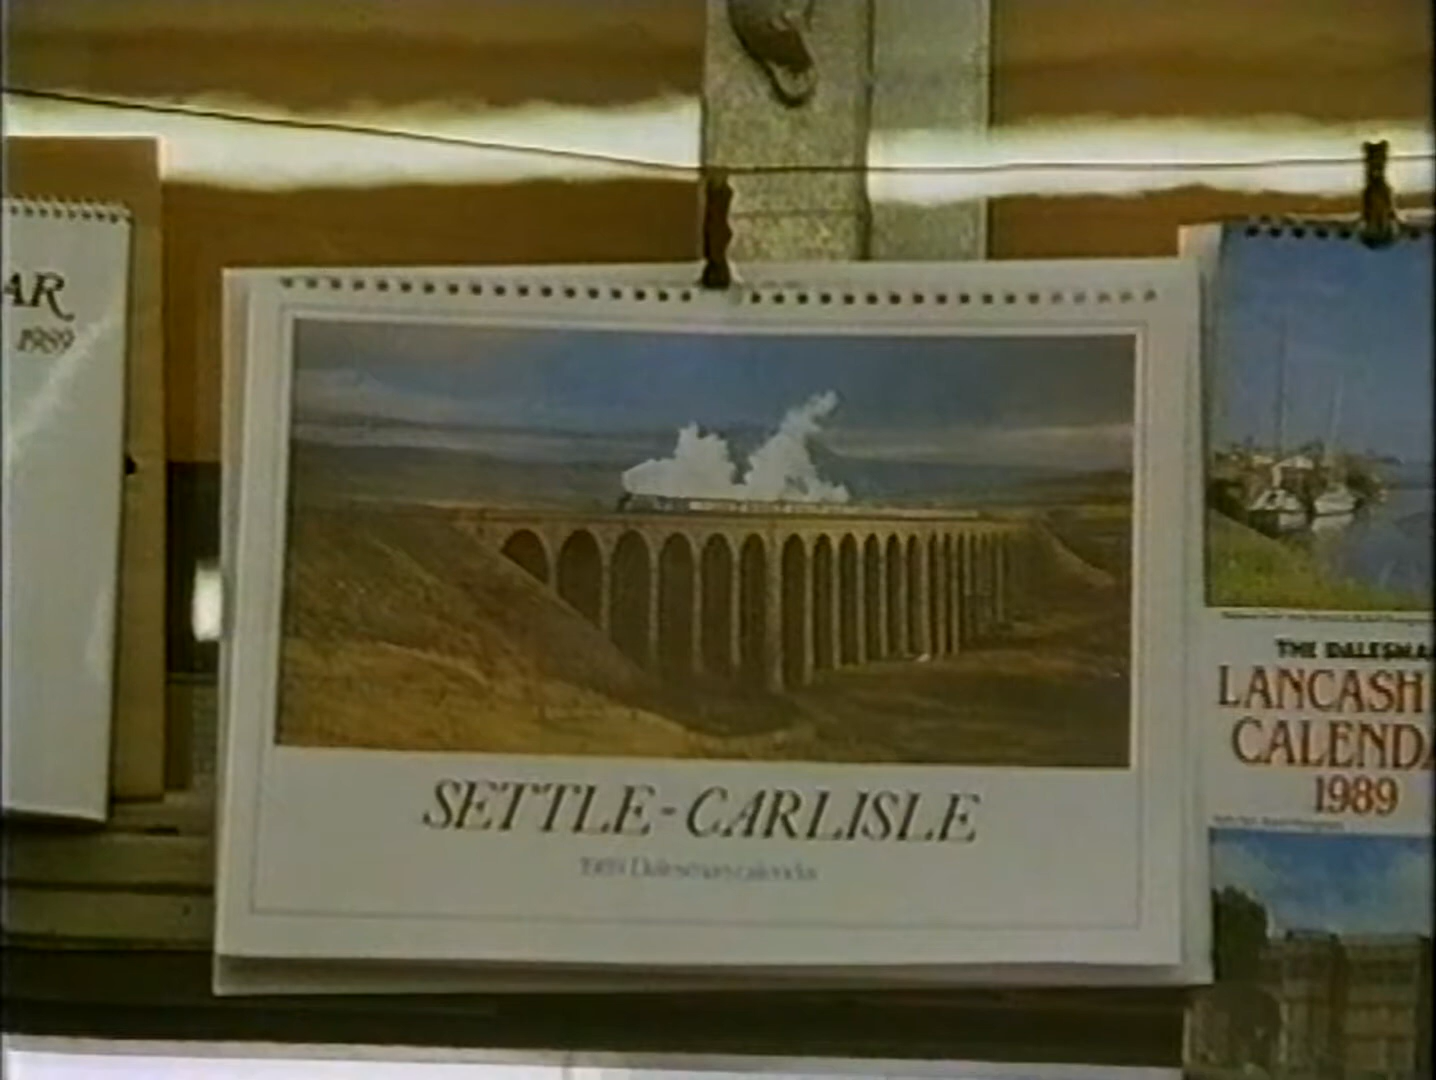 AR
1989
SETTLE-CARLISLE
1989 Dalesman calendar
THE DALESMA
LANCASH
CALENDA
1989